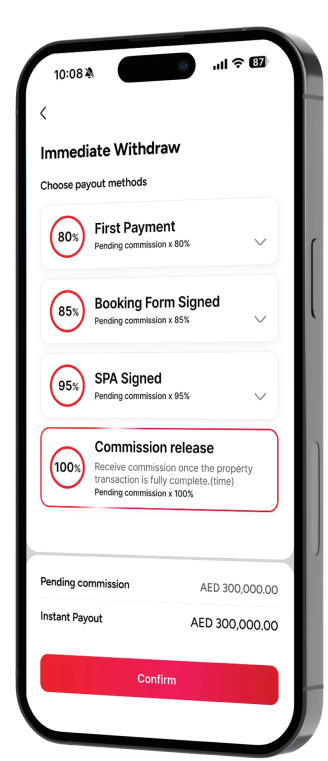 10:08
87
Immediate Withdraw
Choose payout methods
80%
First Payment
Pending commission x 80%
85%
Booking Form Signed
Pending commission x 85%
95%
SPA Signed
Pending commission x 95%
100%
Commission release
Receive commission once the property
transaction is fully complete.(time)
Pending commission x 100%
Pending commission AED 300,000.00
Instant Payout AED 300,000.00
Confirm